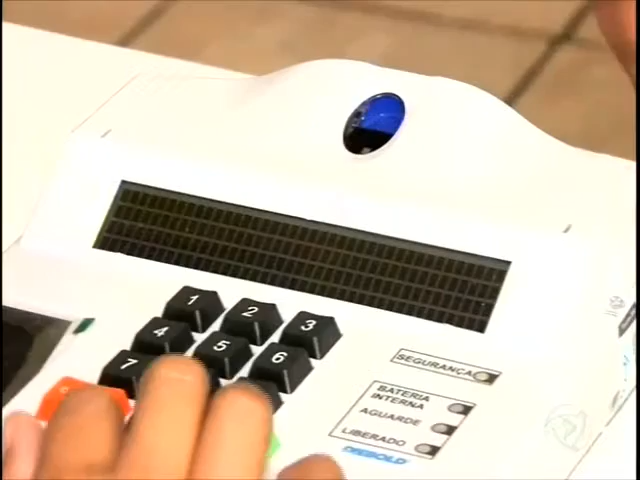 1 2 3
4 5 6
7
SEGURANÇA
BATERIA
INTERNA
AGUARDE
LIBERADO
DIEBOLD